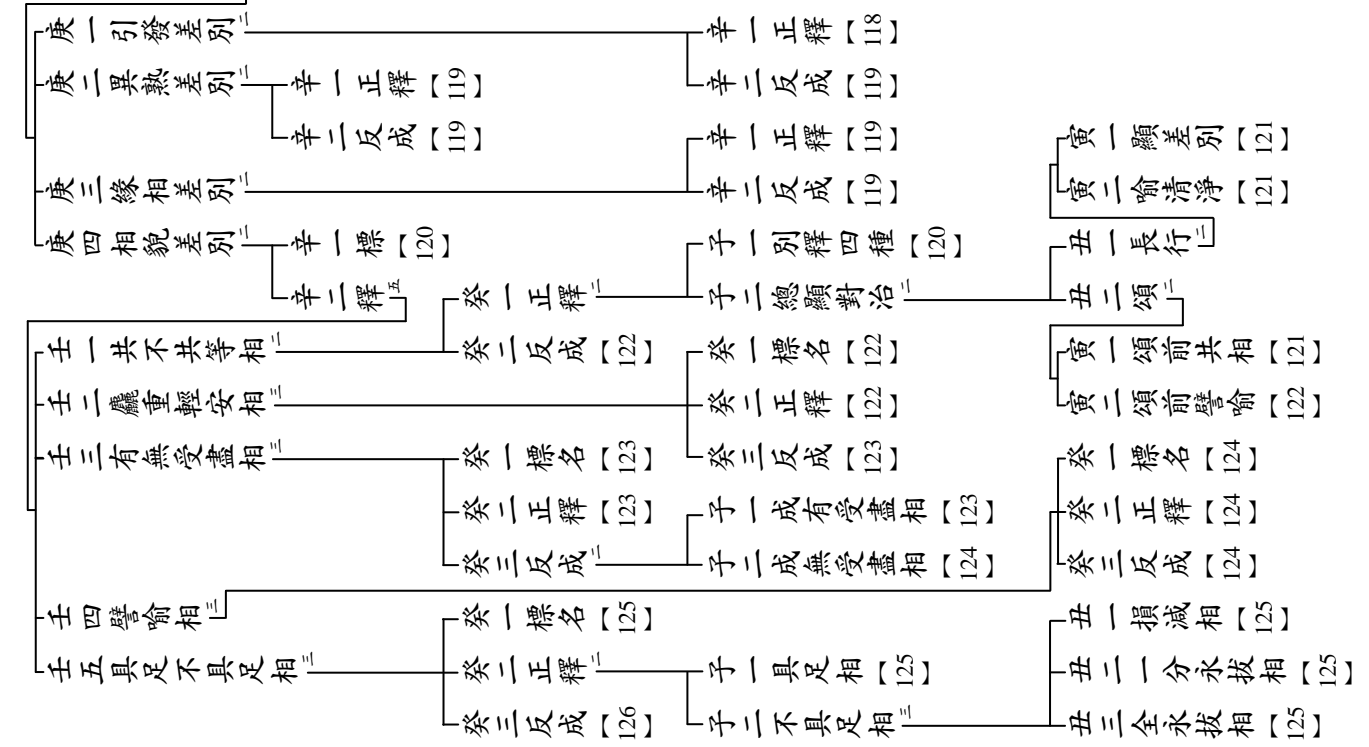 庚一引發差別二
辛一正釋【118】
辛二反成【119】
庚二異熟差別二
辛一正釋【119】
辛二反成【119】
庚三緣相差別二
辛一正釋【119】
辛二反成【119】
庚四相貌差別二
辛一標【120】
辛二釋五
壬一共不共等相二
癸一正釋二
子一別釋四種【120】
子二總顯對治二
丑一長行二
寅一顯差別【121】
寅二喻清淨【121】
丑二頌二
寅一頌前共相【121】
寅二頌前譬喻【122】
癸二反成【122】
壬二麤重輕安相三
癸一標名【122】
癸二正釋【122】
癸三反成【123】
壬三有無受盡相三
癸一標名【123】
癸二正釋【123】
癸三反成二
子一成有受盡相【123】
子二成無受盡相【124】
壬四譬喻相三
癸一標名【124】
癸二正釋【124】
癸三反成【124】
壬五具足不具足相三
癸一標名【125】
癸二正釋二
子一具足相【125】
子二不具足相三
丑一損減相【125】
丑二一分永拔相【125】
丑三全永拔相【125】
癸三反成【126】